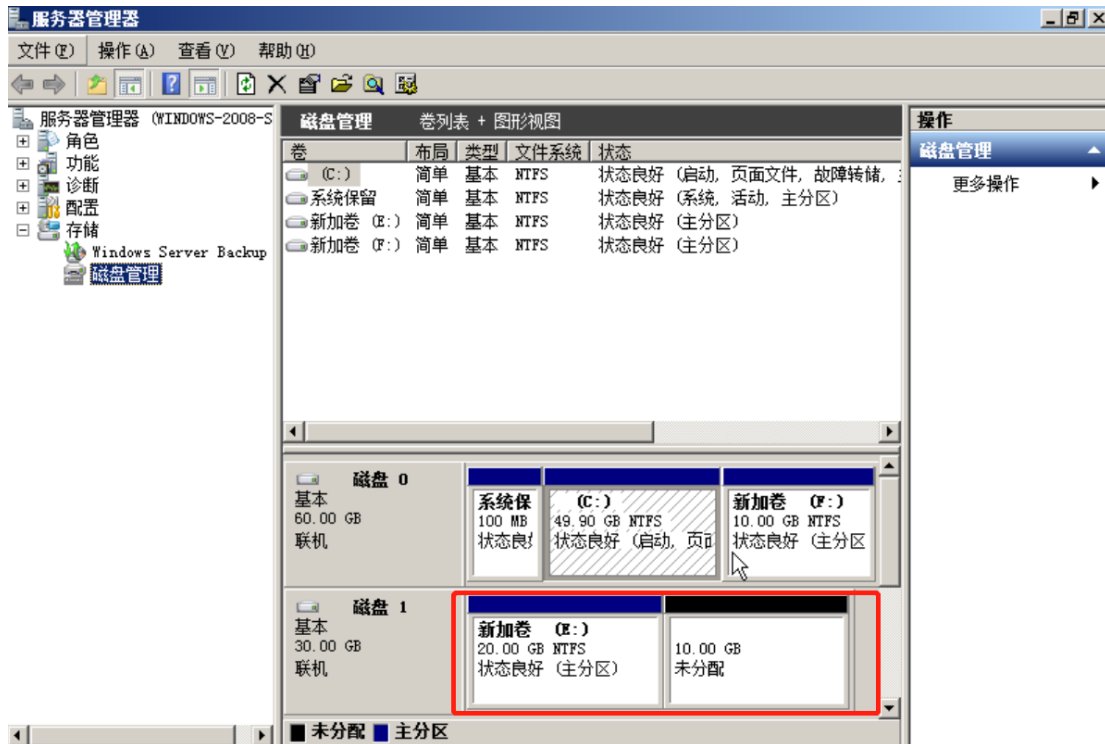 服务器管理器
文件(F) 操作(A) 查看(V) 帮助(H)
服务器管理器 (WINDOWS-2008-S
角色
功能
诊断
配置
存储
Windows Server Backup
磁盘管理
磁盘管理 卷列表 + 图形视图
卷 布局 类型 文件系统 状态
(C:) 简单 基本 NTFS 状态良好 (启动, 页面文件, 故障转储,
系统保留 简单 基本 NTFS 状态良好 (系统, 活动, 主分区)
新加卷 (E:) 简单 基本 NTFS 状态良好 (主分区)
新加卷 (F:) 简单 基本 NTFS 状态良好 (主分区)
磁盘 0
基本
60.00 GB
联机
系统保
100 MB
状态良
(C:)
49.90 GB NTFS
状态良好 (启动, 页面
新加卷 (F:)
10.00 GB NTFS
状态良好 (主分区
磁盘 1
基本
30.00 GB
联机
新加卷 (E:)
20.00 GB NTFS
状态良好 (主分区)
10.00 GB
未分配
未分配 主分区
操作
磁盘管理
更多操作